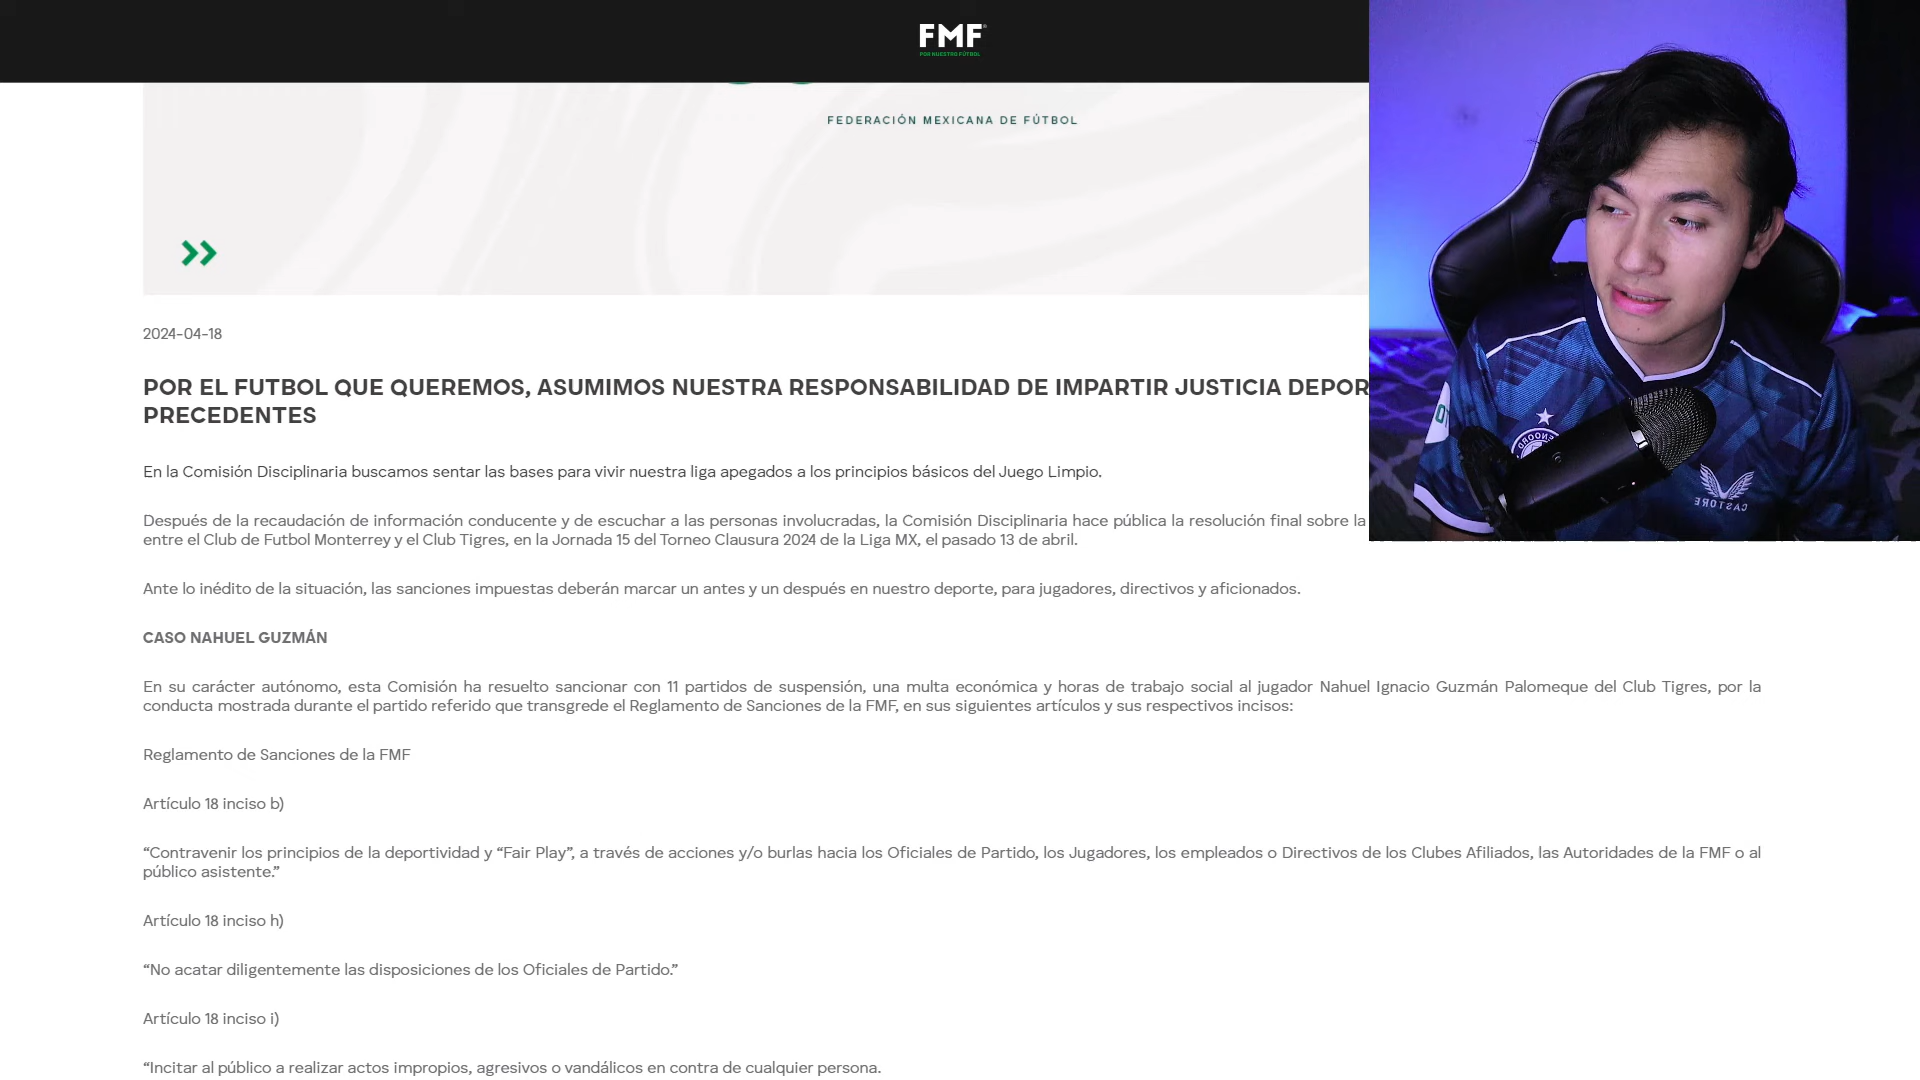 FMF
POR NUESTRO FÚTBOL
FEDERACIÓN MEXICANA DE FÚTBOL
2024-04-18
POR EL FUTBOL QUE QUEREMOS, ASUMIMOS NUESTRA RESPONSABILIDAD DE IMPARTIR JUSTICIA DEPOR
PRECEDENTES
En la Comisión Disciplinaria buscamos sentar las bases para vivir nuestra liga apegados a los principios básicos del Juego Limpio.
Después de la recaudación de información conducente y de escuchar a las personas involucradas, la Comisión Disciplinaria hace pública la resolución final sobre la
entre el Club de Futbol Monterrey y el Club Tigres, en la Jornada 15 del Torneo Clausura 2024 de la Liga MX, el pasado 13 de abril.
Ante lo inédito de la situación, las sanciones impuestas deberán marcar un antes y un después en nuestro deporte, para jugadores, directivos y aficionados.
CASO NAHUEL GUZMÁN
En su carácter autónomo, esta Comisión ha resuelto sancionar con 11 partidos de suspensión, una multa económica y horas de trabajo social al jugador Nahuel Ignacio Guzmán Palomeque del Club Tigres, por la
conducta mostrada durante el partido referido que transgrede el Reglamento de Sanciones de la FMF, en sus siguientes artículos y sus respectivos incisos:
Reglamento de Sanciones de la FMF
Artículo 18 inciso b)
“Contravenir los principios de la deportividad y “Fair Play”, a través de acciones y/o burlas hacia los Oficiales de Partido, los Jugadores, los empleados o Directivos de los Clubes Afiliados, las Autoridades de la FMF o al
público asistente.”
Artículo 18 inciso h)
“No acatar diligentemente las disposiciones de los Oficiales de Partido.”
Artículo 18 inciso i)
“Incitar al público a realizar actos impropios, agresivos o vandálicos en contra de cualquier persona.
CASTORE